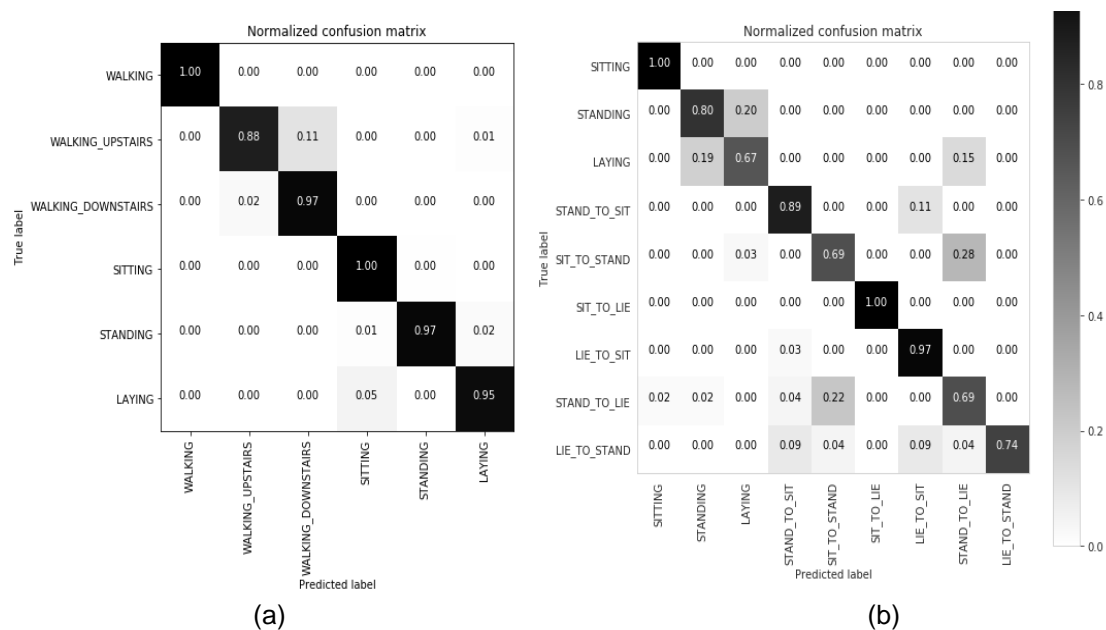 Normalized confusion matrix
True label
WALKING 1.00 0.00 0.00 0.00 0.00 0.00
WALKING_UPSTAIRS 0.00 0.88 0.11 0.00 0.00 0.01
WALKING_DOWNSTAIRS 0.00 0.02 0.97 0.00 0.00 0.00
SITTING 0.00 0.00 0.00 1.00 0.00 0.00
STANDING 0.00 0.00 0.00 0.01 0.97 0.02
LAYING 0.00 0.00 0.00 0.05 0.00 0.95
WALKING
WALKING_UPSTAIRS
WALKING_DOWNSTAIRS
SITTING
STANDING
LAYING
Predicted label
(a)
Normalized confusion matrix
True label
SITTING 1.00 0.00 0.00 0.00 0.00 0.00 0.00 0.00 0.00
STANDING 0.00 0.80 0.20 0.00 0.00 0.00 0.00 0.00 0.00
LAYING 0.00 0.19 0.67 0.00 0.00 0.00 0.00 0.15 0.00
STAND_TO_SIT 0.00 0.00 0.00 0.89 0.00 0.00 0.11 0.00 0.00
SIT_TO_STAND 0.00 0.00 0.03 0.00 0.69 0.00 0.00 0.28 0.00
SIT_TO_LIE 0.00 0.00 0.00 0.00 0.00 1.00 0.00 0.00 0.00
LIE_TO_SIT 0.00 0.00 0.00 0.03 0.00 0.00 0.97 0.00 0.00
STAND_TO_LIE 0.02 0.02 0.00 0.04 0.22 0.00 0.00 0.69 0.00
LIE_TO_STAND 0.00 0.00 0.00 0.09 0.04 0.00 0.09 0.04 0.74
SITTING
STANDING
LAYING
STAND_TO_SIT
SIT_TO_STAND
SIT_TO_LIE
LIE_TO_SIT
STAND_TO_LIE
LIE_TO_STAND
Predicted label
0.8
0.6
0.4
0.2
0.0
(b)